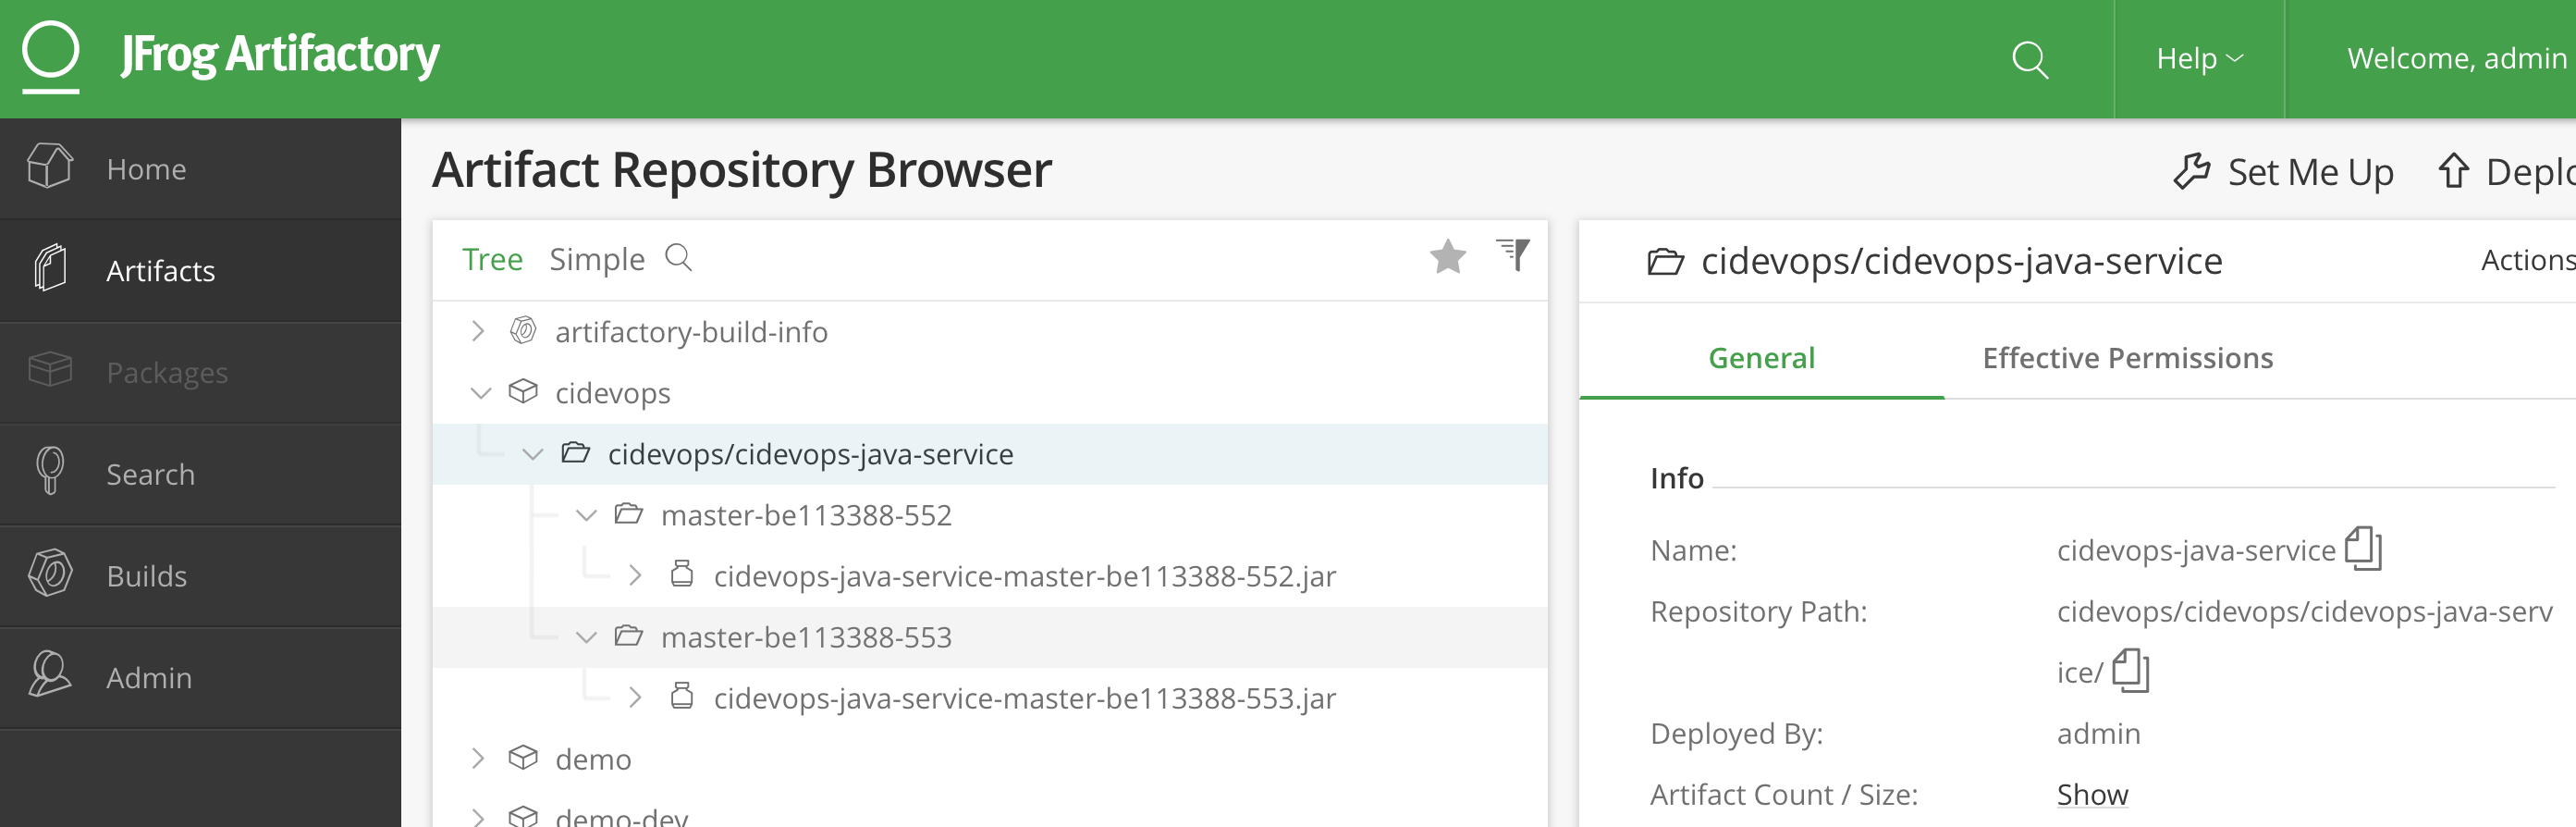 JFrog Artifactory
Help
Welcome, admin
Home
Artifacts
Packages
Search
Builds
Admin
Artifact Repository Browser
Set Me Up
Tree Simple
artifactory-build-info
cidevops
cidevops/cidevops-java-service
master-be113388-552
cidevops-java-service-master-be113388-552.jar
master-be113388-553
cidevops-java-service-master-be113388-553.jar
demo
demo-dev
cidevops/cidevops-java-service
Actions
General Effective Permissions
Info
Name: cidevops-java-service
Repository Path: cidevops/cidevops/cidevops-java-serv
ice/
Deployed By: admin
Artifact Count / Size: Show